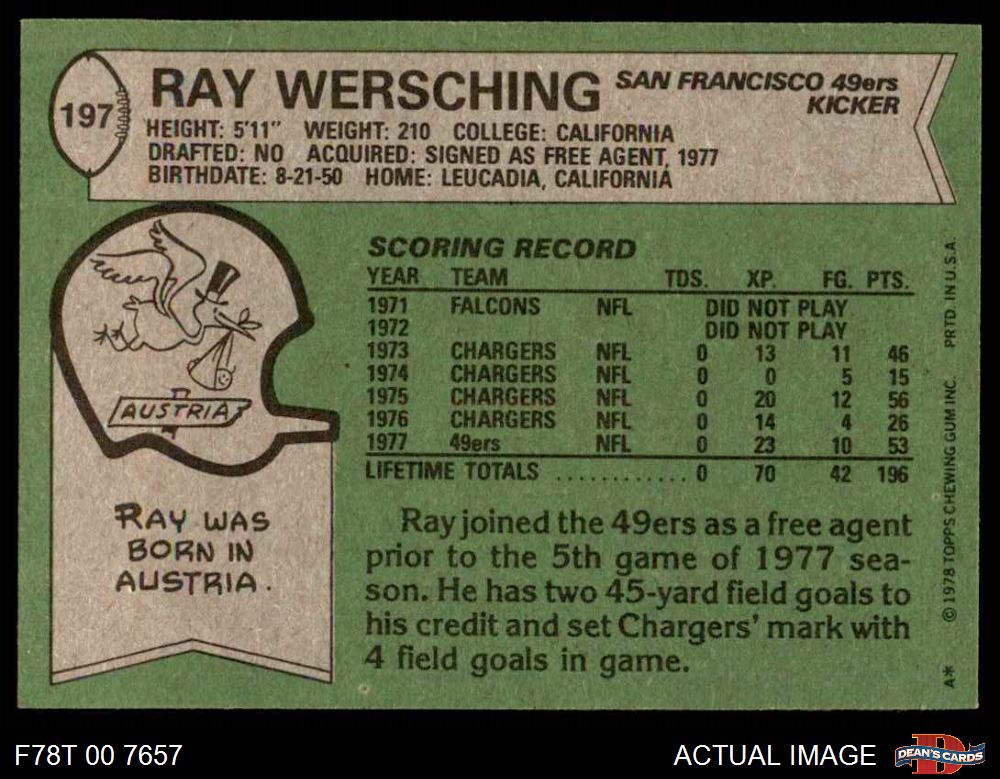 197
RAY WERSCHING
SAN FRANCISCO 49ers
KICKER
HEIGHT: 5'11" WEIGHT: 210 COLLEGE: CALIFORNIA
DRAFTED: NO ACQUIRED: SIGNED AS FREE AGENT, 1977
BIRTHDATE: 8-21-50 HOME: LEUCADIA, CALIFORNIA
AUSTRIA
RAY WAS
BORN IN
AUSTRIA.
SCORING RECORD
YEAR TEAM TDS. XP. FG. PTS.
1971 FALCONS NFL DID NOT PLAY
1972 DID NOT PLAY
1973 CHARGERS NFL 0 13 11 46
1974 CHARGERS NFL 0 0 5 15
1975 CHARGERS NFL 0 20 12 56
1976 CHARGERS NFL 0 14 4 26
1977 49ers NFL 0 23 10 53
LIFETIME TOTALS ............ 0 70 42 196
Ray joined the 49ers as a free agent
prior to the 5th game of 1977 sea-
son. He has two 45-yard field goals to
his credit and set Chargers' mark with
4 field goals in game.
A* © 1978 TOPPS CHEWING GUM INC. PRTD. IN U.S.A.
F78T 00 7657
ACTUAL IMAGE
D
DEAN'S CARDS